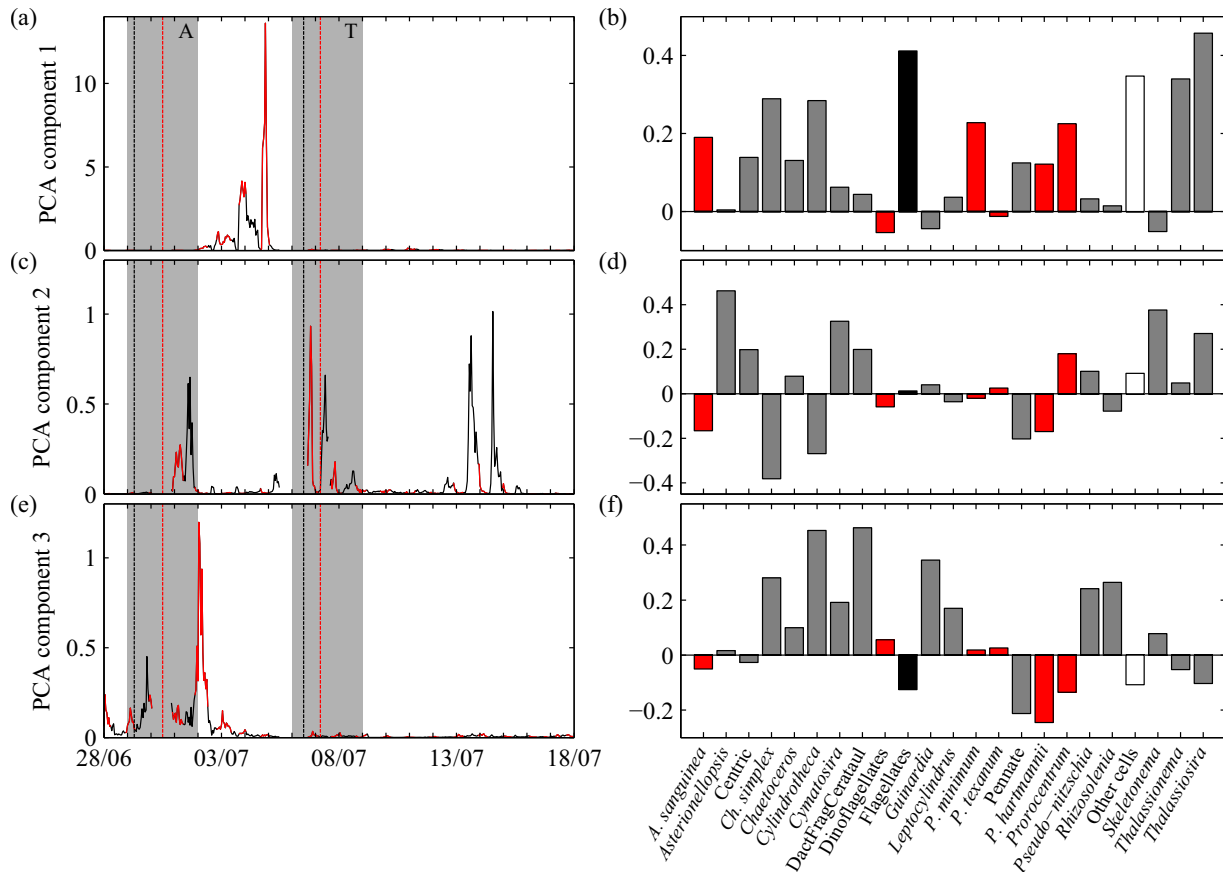 (a)
PCA component 1
10
5
0
A
T
(b)
0.4
0.2
0
(c)
PCA component 2
1
0.5
0
(d)
0.4
0.2
0
−0.2
−0.4
(e)
PCA component 3
1
0.5
0
28/06 03/07 08/07 13/07 18/07
(f)
0.4
0.2
0
−0.2
A. sanguinea
Asterionellopsis
Centric
Ch. simplex
Chaetoceros
Cylindrotheca
Cymatosira
DactFragCerataul
Dinoflagellates
Flagellates
Guinardia
Leptocylindrus
P. minimum
P. texanum
Pennate
P. hartmannii
Prorocentrum
Pseudo-nitzschia
Rhizosolenia
Other cells
Skeletonema
Thalassionema
Thalassiosira